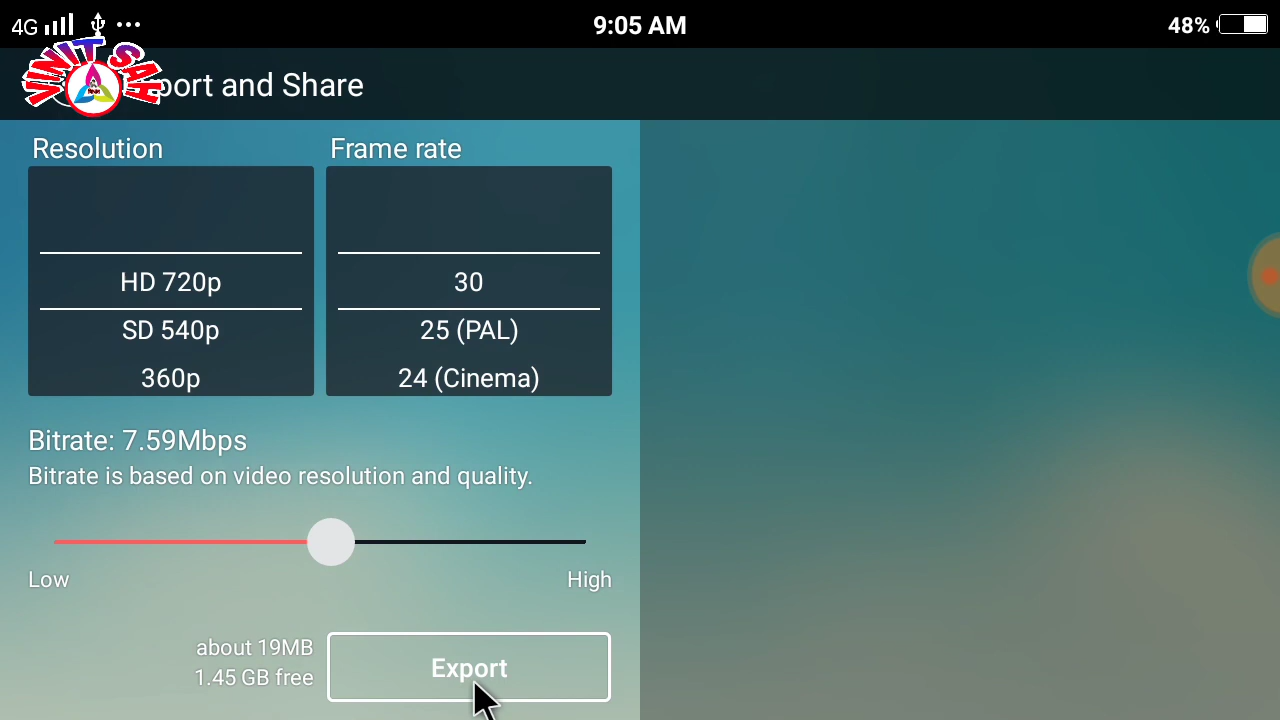 4G
9:05 AM
48%
VINIT SAH
port and Share
Resolution
Frame rate
HD 720p
30
SD 540p
25 (PAL)
360p
24 (Cinema)
Bitrate: 7.59Mbps
Bitrate is based on video resolution and quality.
Low
High
about 19MB
1.45 GB free
Export